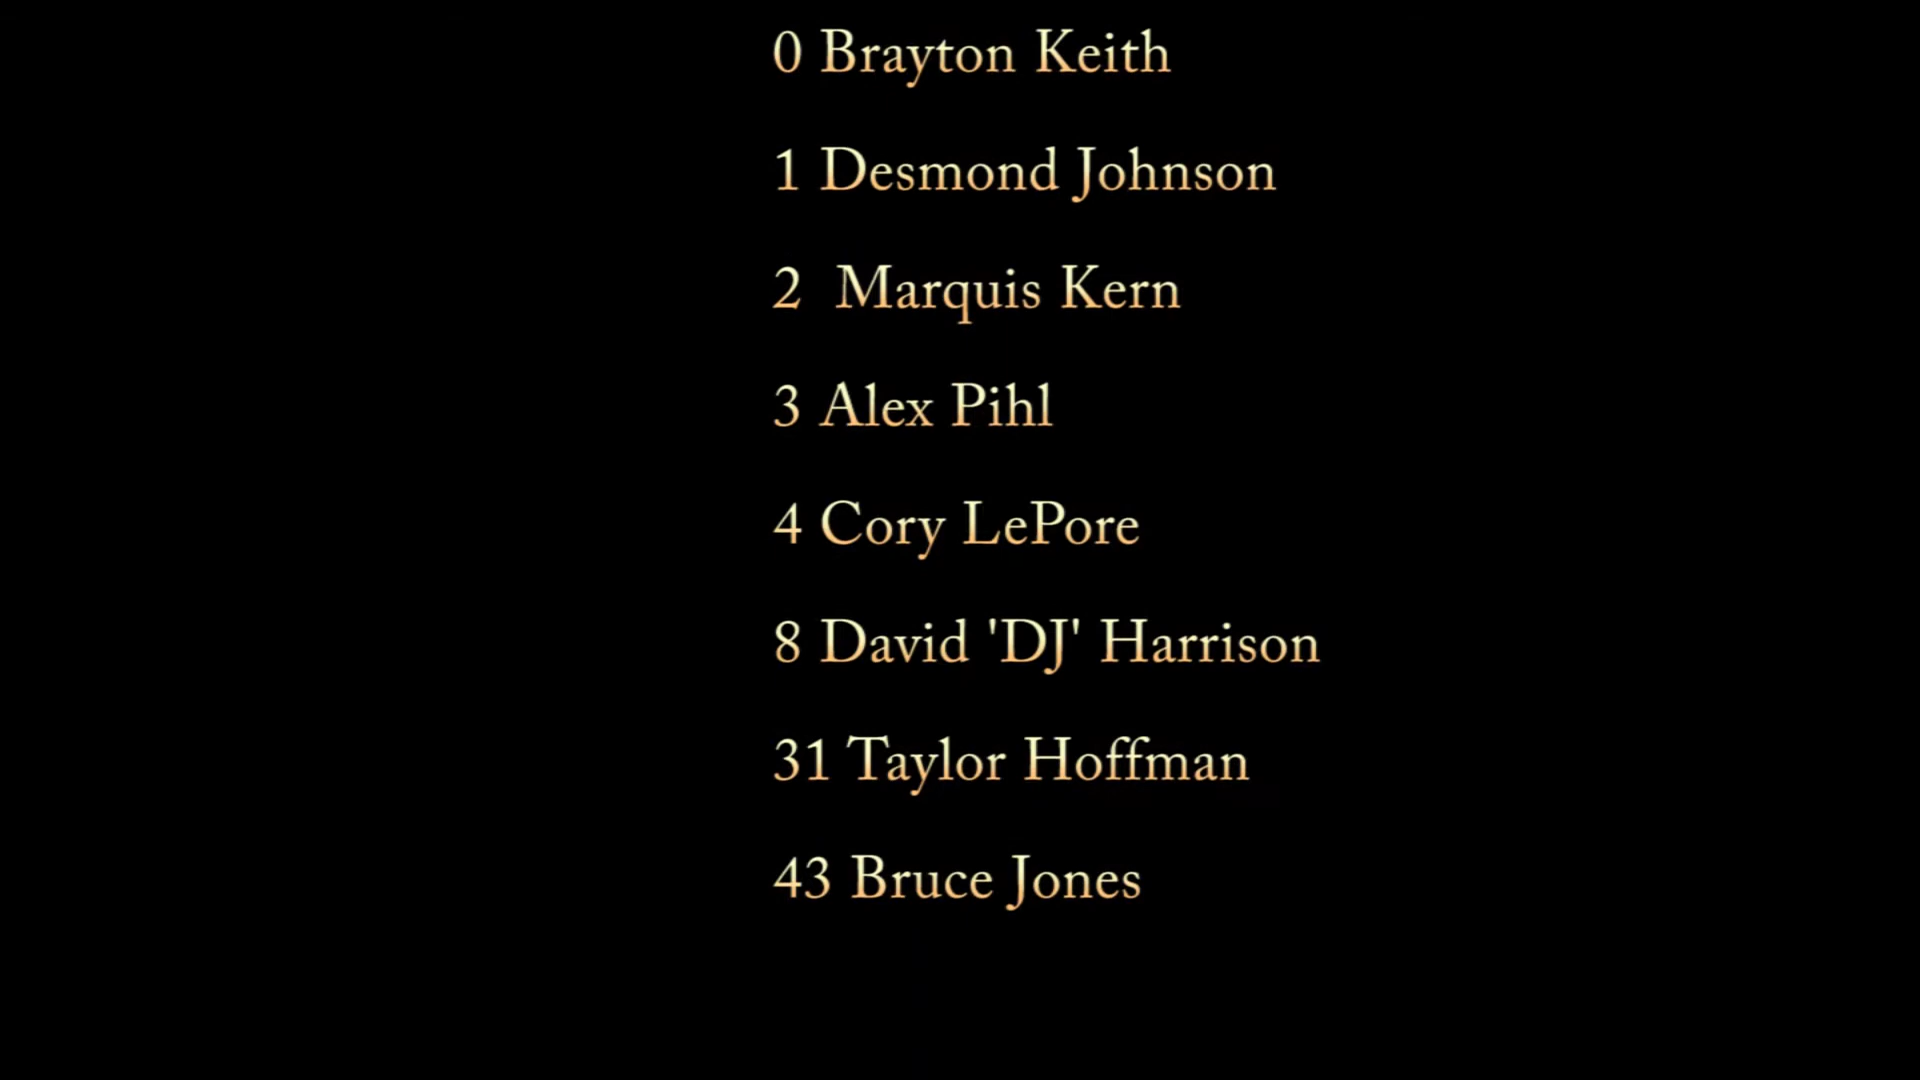 0 Brayton Keith
1 Desmond Johnson
2  Marquis Kern
3 Alex Pihl
4 Cory LePore
8 David 'DJ' Harrison
31 Taylor Hoffman
43 Bruce Jones